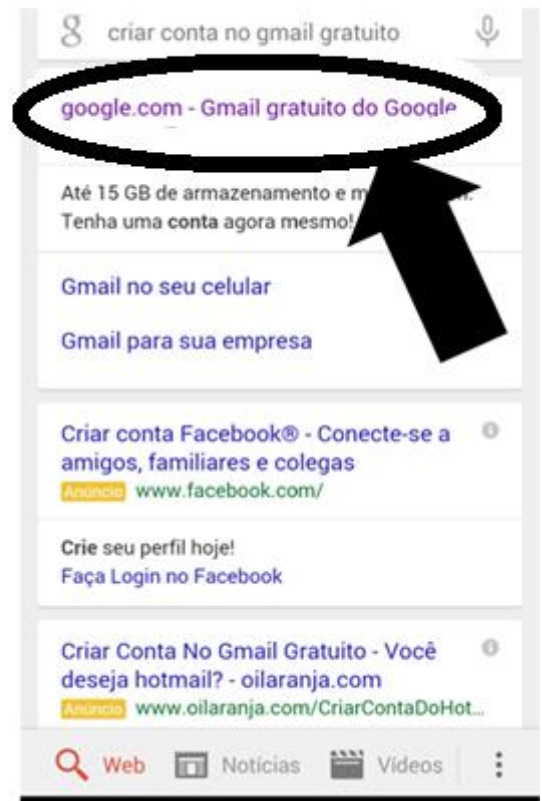 g criar conta no gmail gratuito
google.com - Gmail gratuito do Google
Até 15 GB de armazenamento e
Tenha uma conta agora mesmo!
Gmail no seu celular
Gmail para sua empresa
Criar conta Facebook® - Conecte-se a
amigos, familiares e colegas
Anúncio www.facebook.com/
Crie seu perfil hoje!
Faça Login no Facebook
Criar Conta No Gmail Gratuito - Você
deseja hotmail? - oilaranja.com
Anúncio www.oilaranja.com/CriarContaDoHot...
Web Notícias Vídeos